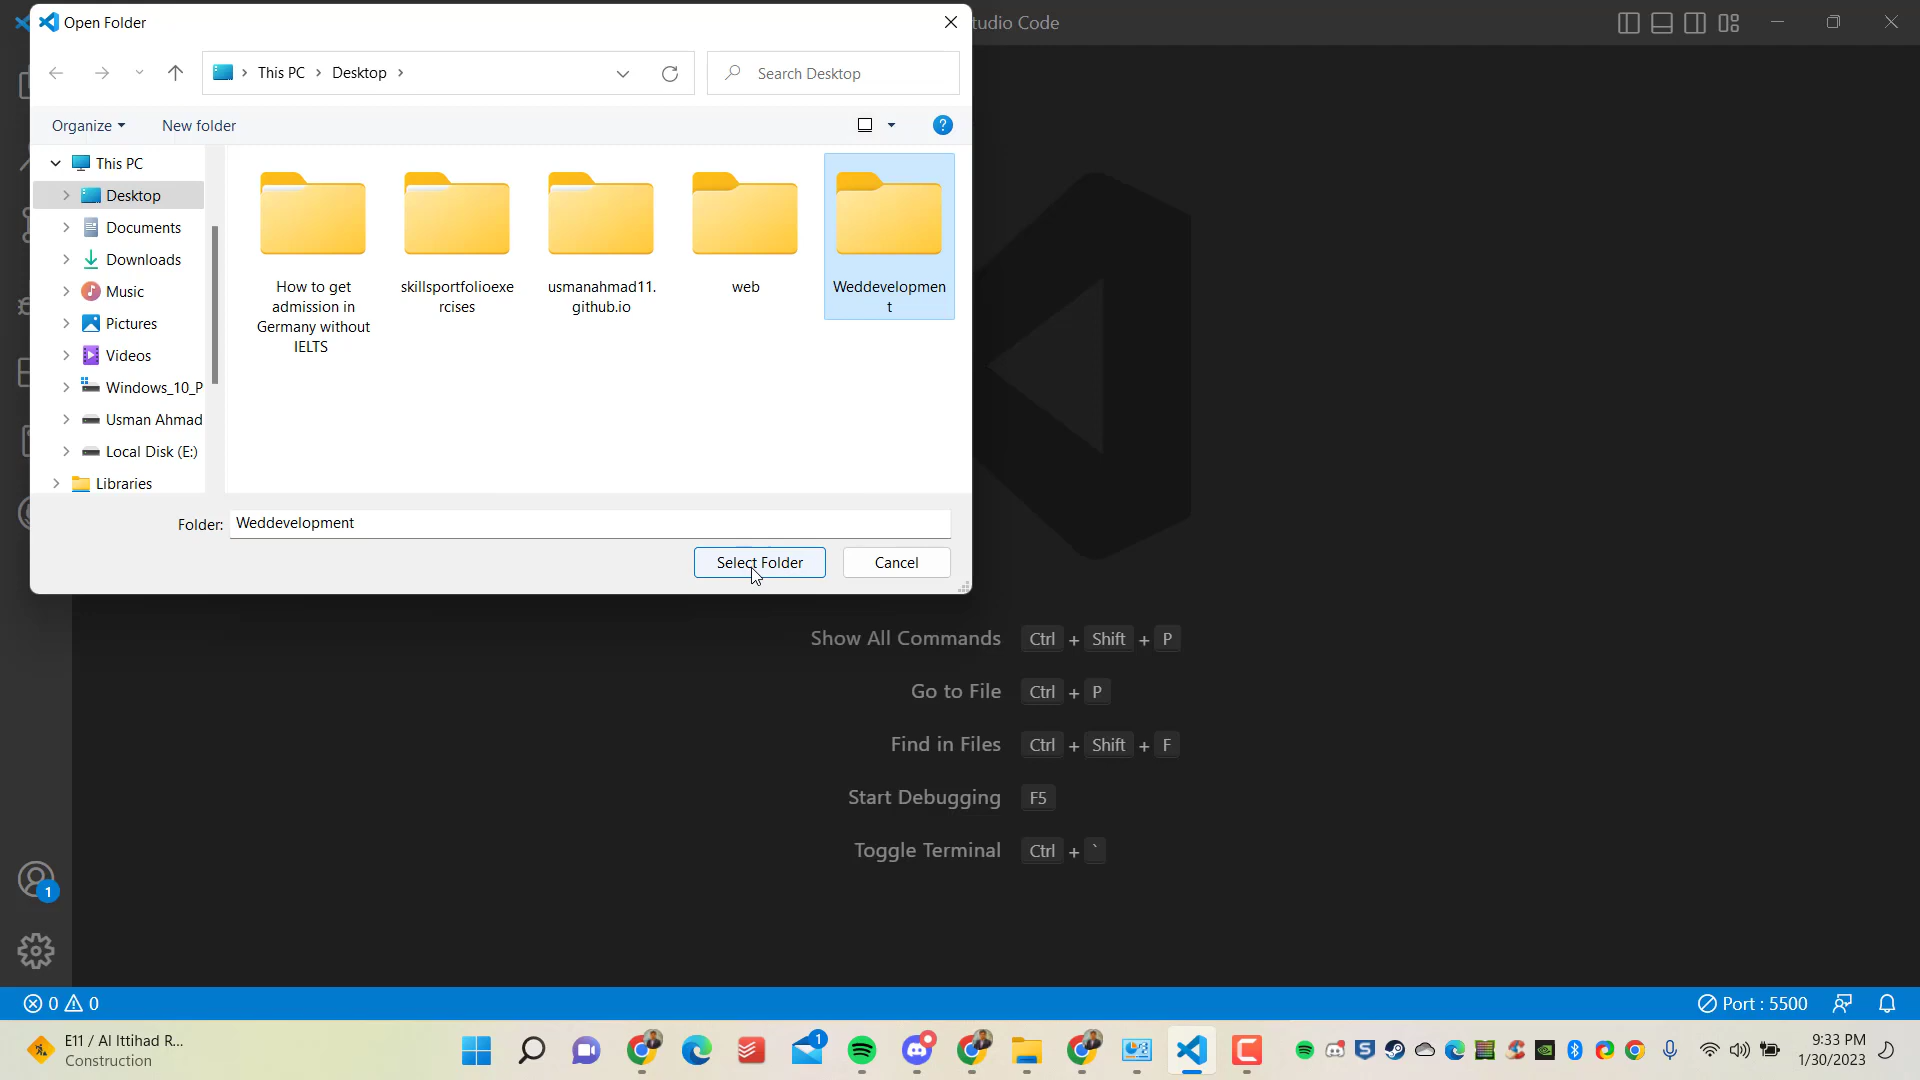 Open Folder
tudio Code
This PC
Desktop
Search Desktop
Organize
New folder
?
This PC
Desktop
Documents
Downloads
Music
Pictures
Videos
Windows_10_P
Usman Ahmad
Local Disk (E:)
Libraries
How to get
admission in
Germany without
IELTS
skillsportfolioexe
rcises
usmanahmad11.
github.io
web
Weddevelopmen
t
Folder:
Weddevelopment
Select Folder
Cancel
Show All Commands Ctrl + Shift + P
Go to File Ctrl + P
Find in Files Ctrl + Shift + F
Start Debugging F5
Toggle Terminal Ctrl + `
1
0 0
Port : 5500
E11 / Al Ittihad R...
Construction
1
9:33 PM
1/30/2023